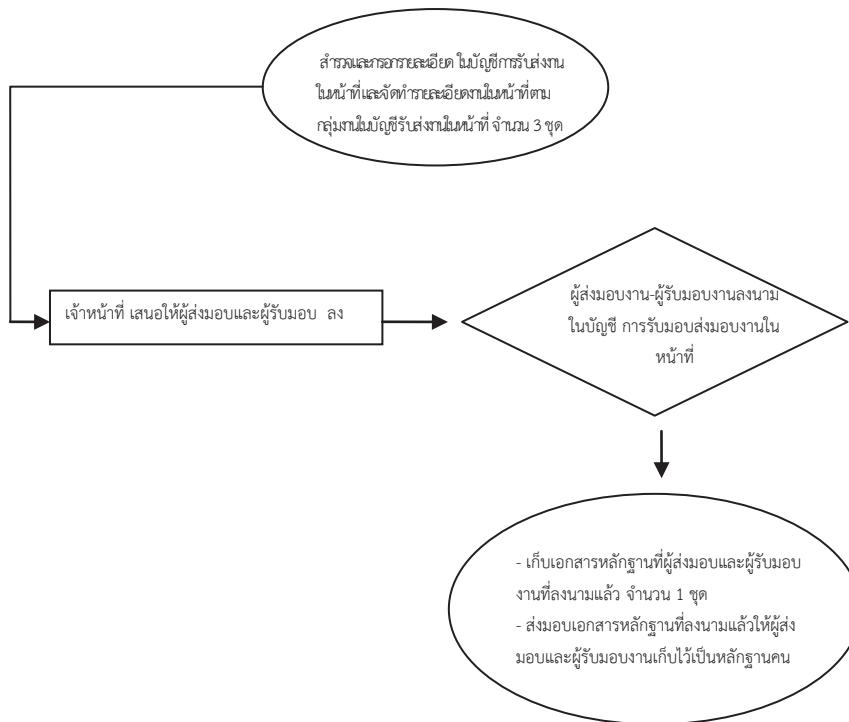 สำรวจและกรอกรายละเอียด ในบัญชีการรับส่งงาน
ในหน้าที่และจัดทำรายละเอียดงานในหน้าที่ตาม
กลุ่มงานในบัญชีรับส่งงานในหน้าที่ จำนวน 3 ชุด
เจ้าหน้าที่ เสนอให้ผู้ส่งมอบและผู้รับมอบ ลง
ผู้ส่งมอบงาน-ผู้รับมอบงานลงนาม
ในบัญชี การรับมอบส่งมอบงานใน
หน้าที่
- เก็บเอกสารหลักฐานที่ผู้ส่งมอบและผู้รับมอบ
งานที่ลงนามแล้ว จำนวน 1 ชุด
- ส่งมอบเอกสารหลักฐานที่ลงนามแล้วให้ผู้ส่ง
มอบและผู้รับมอบงานเก็บไว้เป็นหลักฐานคน